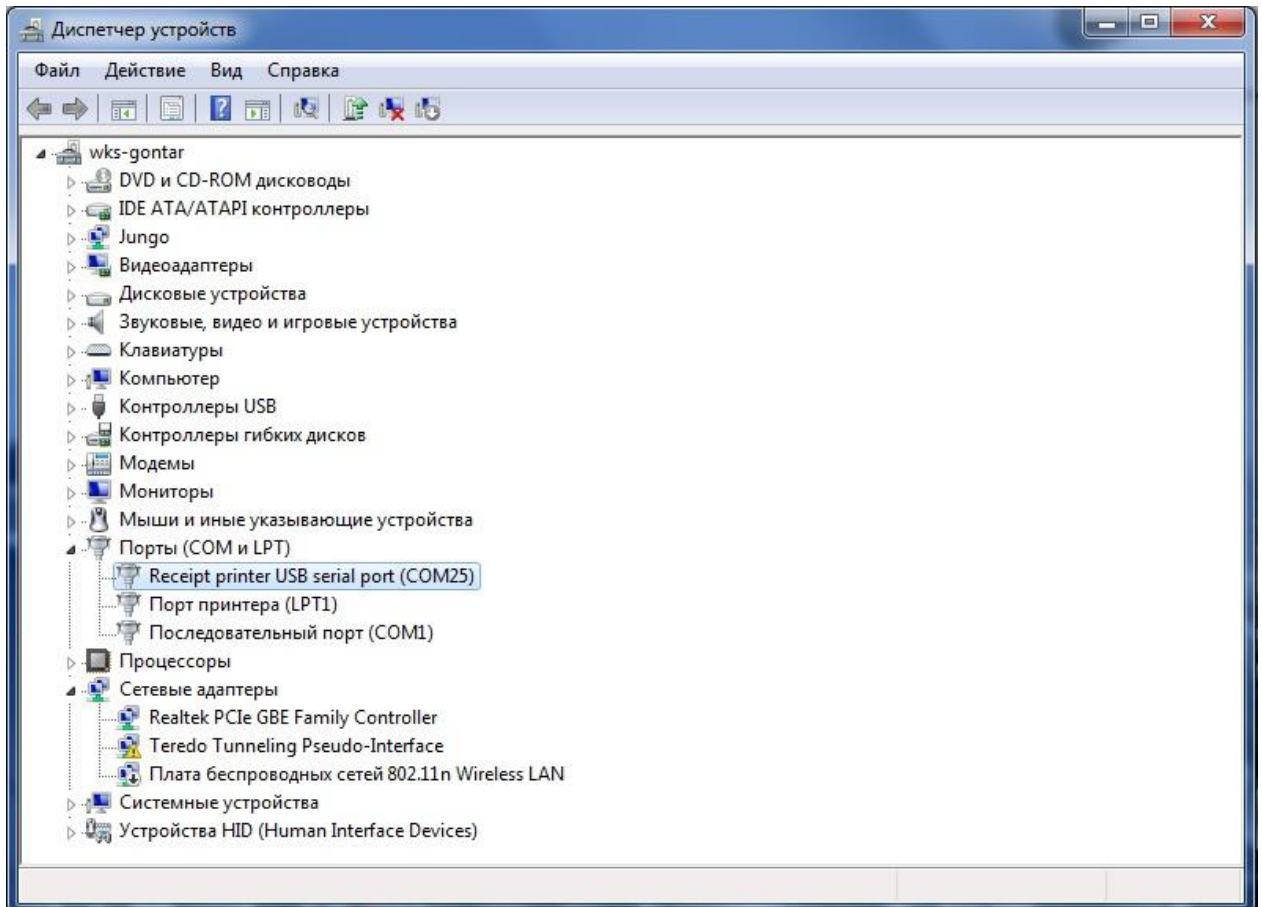 Диспетчер устройств
Файл Действие Вид Справка
wks-gontar
DVD и CD-ROM дисководы
IDE ATA/ATAPI контроллеры
Jungo
Видеоадаптеры
Дисковые устройства
Звуковые, видео и игровые устройства
Клавиатуры
Компьютер
Контроллеры USB
Контроллеры гибких дисков
Модемы
Мониторы
Мыши и иные указывающие устройства
Порты (COM и LPT)
Receipt printer USB serial port (COM25)
Порт принтера (LPT1)
Последовательный порт (COM1)
Процессоры
Сетевые адаптеры
Realtek PCIe GBE Family Controller
Teredo Tunneling Pseudo-Interface
Плата беспроводных сетей 802.11n Wireless LAN
Системные устройства
Устройства HID (Human Interface Devices)